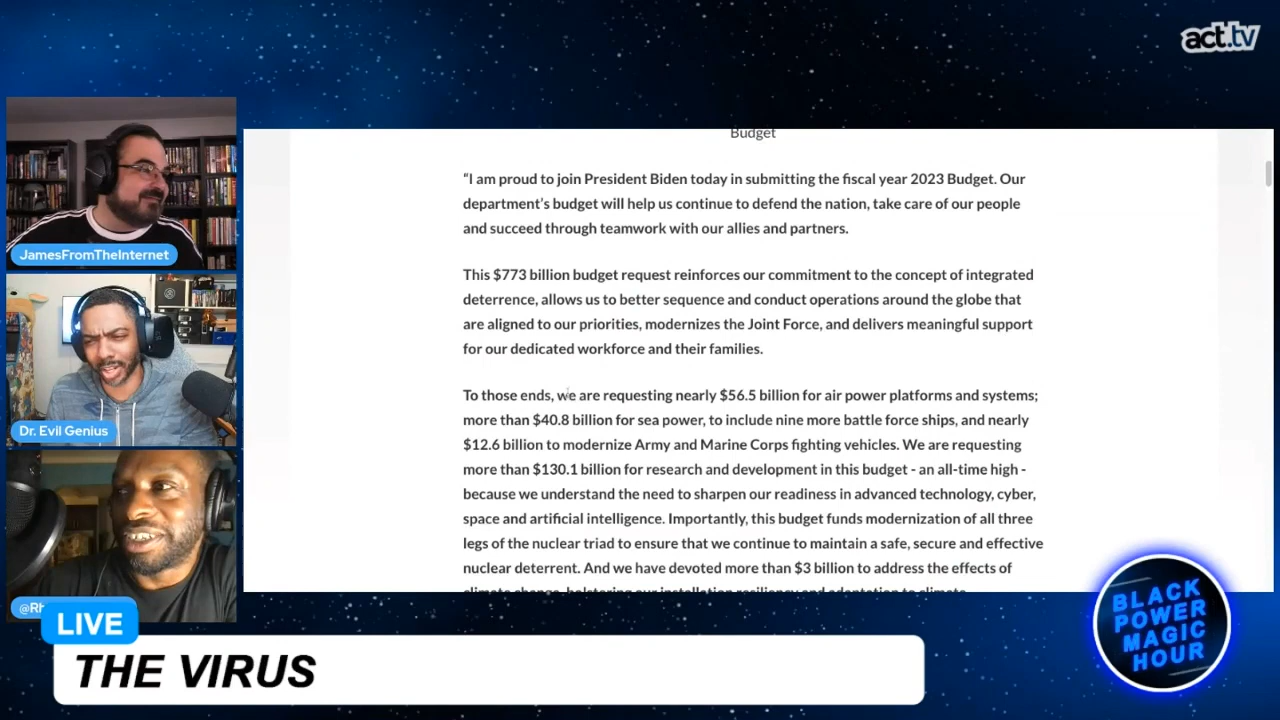 act.tv
Budget
“I am proud to join President Biden today in submitting the fiscal year 2023 Budget. Our
department’s budget will help us continue to defend the nation, take care of our people
and succeed through teamwork with our allies and partners.
This $773 billion budget request reinforces our commitment to the concept of integrated
deterrence, allows us to better sequence and conduct operations around the globe that
are aligned to our priorities, modernizes the Joint Force, and delivers meaningful support
for our dedicated workforce and their families.
To those ends, we are requesting nearly $56.5 billion for air power platforms and systems;
more than $40.8 billion for sea power, to include nine more battle force ships, and nearly
$12.6 billion to modernize Army and Marine Corps fighting vehicles. We are requesting
more than $130.1 billion for research and development in this budget - an all-time high -
because we understand the need to sharpen our readiness in advanced technology, cyber,
space and artificial intelligence. Importantly, this budget funds modernization of all three
legs of the nuclear triad to ensure that we continue to maintain a safe, secure and effective
nuclear deterrent. And we have devoted more than $3 billion to address the effects of
climate change, bolstering our installation resiliency and adaptation to climate
JamesFromTheInternet
Dr. Evil Genius
@Rh
LIVE
THE VIRUS
BLACK
POWER
MAGIC
HOUR